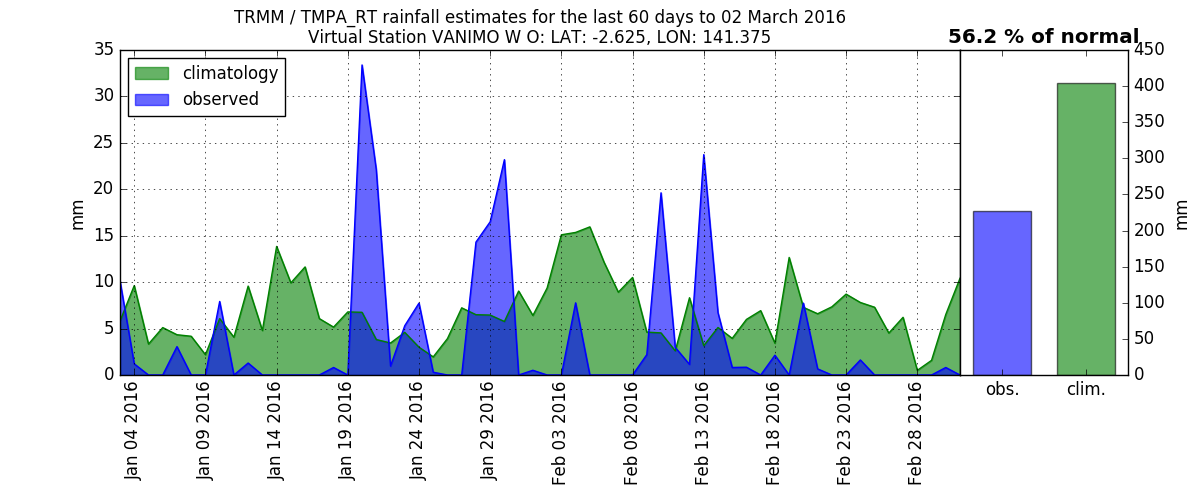 TRMM / TMPA_RT rainfall estimates for the last 60 days to 02 March 2016
Virtual Station VANIMO W O: LAT: -2.625, LON: 141.375
56.2 % of normal
climatology
observed
35
30
25
20
15
10
5
0
mm
Jan 04 2016
Jan 09 2016
Jan 14 2016
Jan 19 2016
Jan 24 2016
Jan 29 2016
Feb 03 2016
Feb 08 2016
Feb 13 2016
Feb 18 2016
Feb 23 2016
Feb 28 2016
450
400
350
300
250
200
150
100
50
0
mm
obs.
clim.